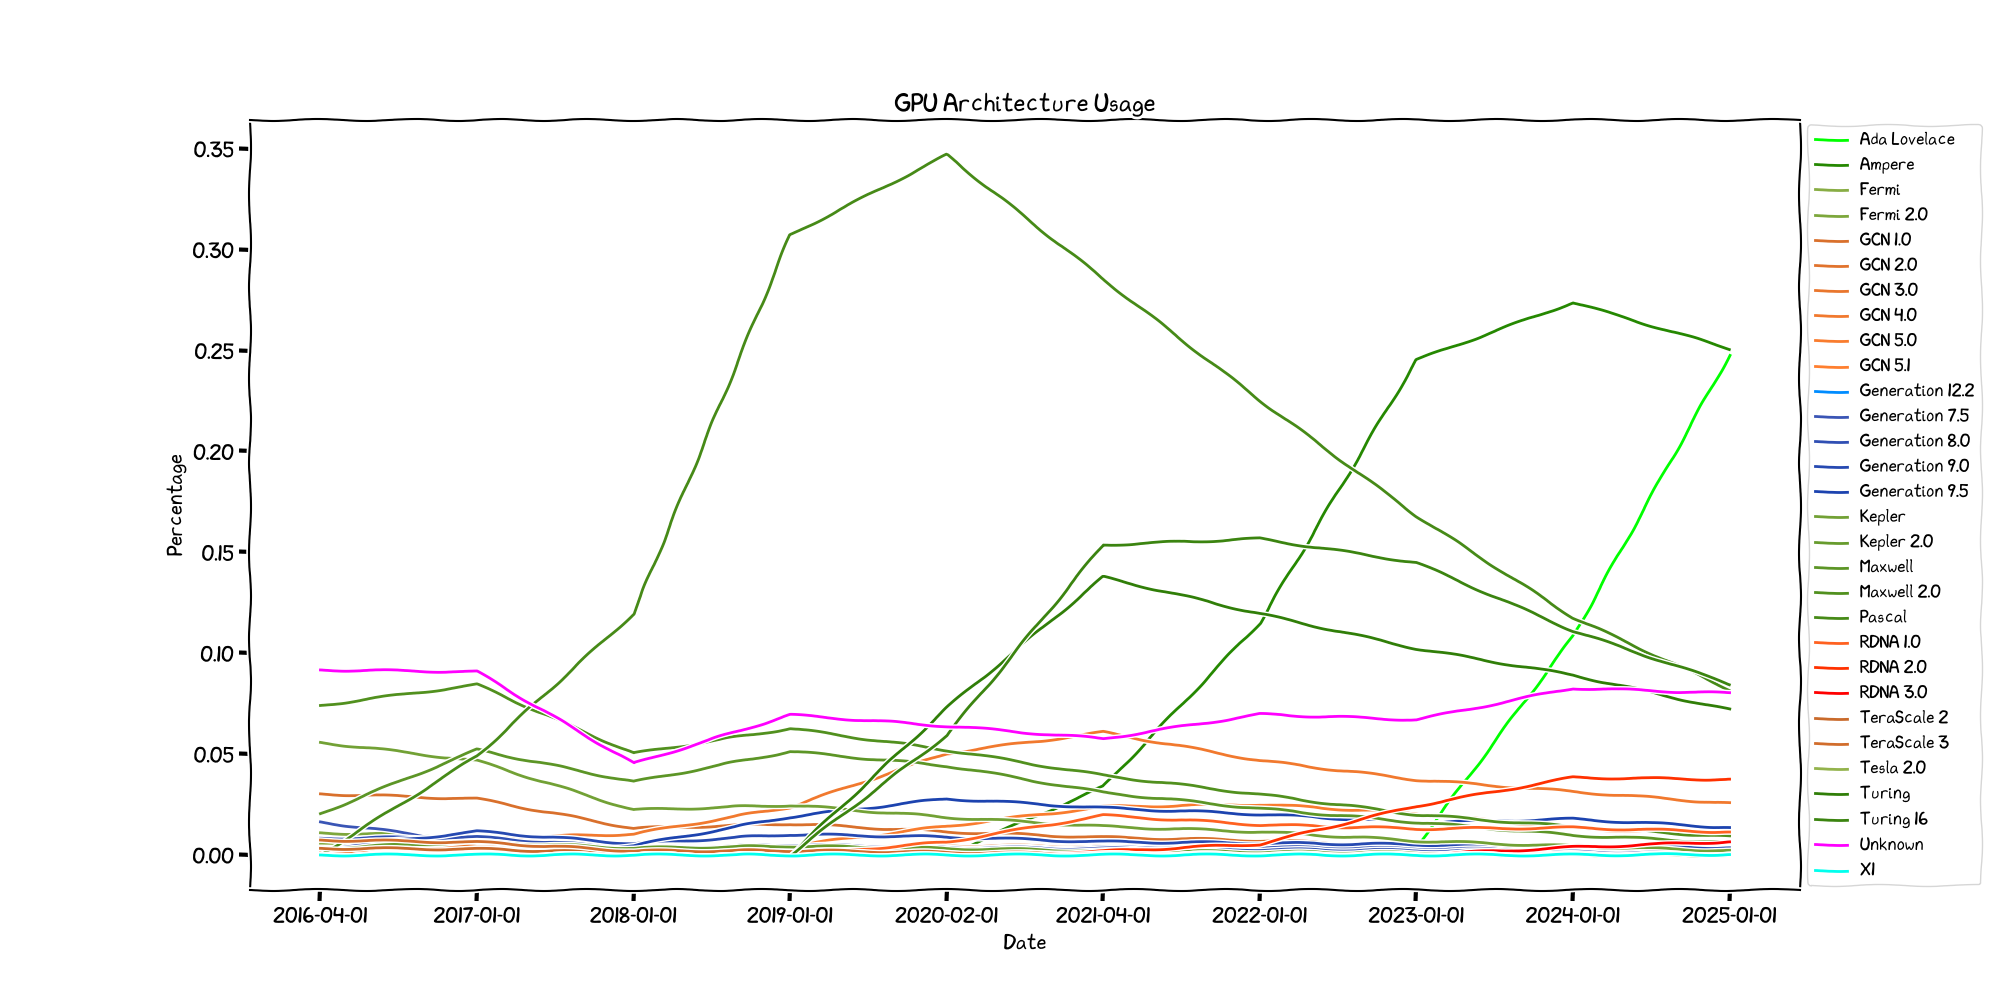 GPU Architecture Usage
0.35
0.30
0.25
0.20
0.15
0.10
0.05
0.00
Percentage
2016-04-01 2017-01-01 2018-01-01 2019-01-01 2020-02-01 2021-04-01 2022-01-01 2023-01-01 2024-01-01 2025-01-01
Date
Ada Lovelace
Ampere
Fermi
Fermi 2.0
GCN 1.0
GCN 2.0
GCN 3.0
GCN 4.0
GCN 5.0
GCN 5.1
Generation 12.2
Generation 7.5
Generation 8.0
Generation 9.0
Generation 9.5
Kepler
Kepler 2.0
Maxwell
Maxwell 2.0
Pascal
RDNA 1.0
RDNA 2.0
RDNA 3.0
TeraScale 2
TeraScale 3
Tesla 2.0
Turing
Turing 16
Unknown
X1